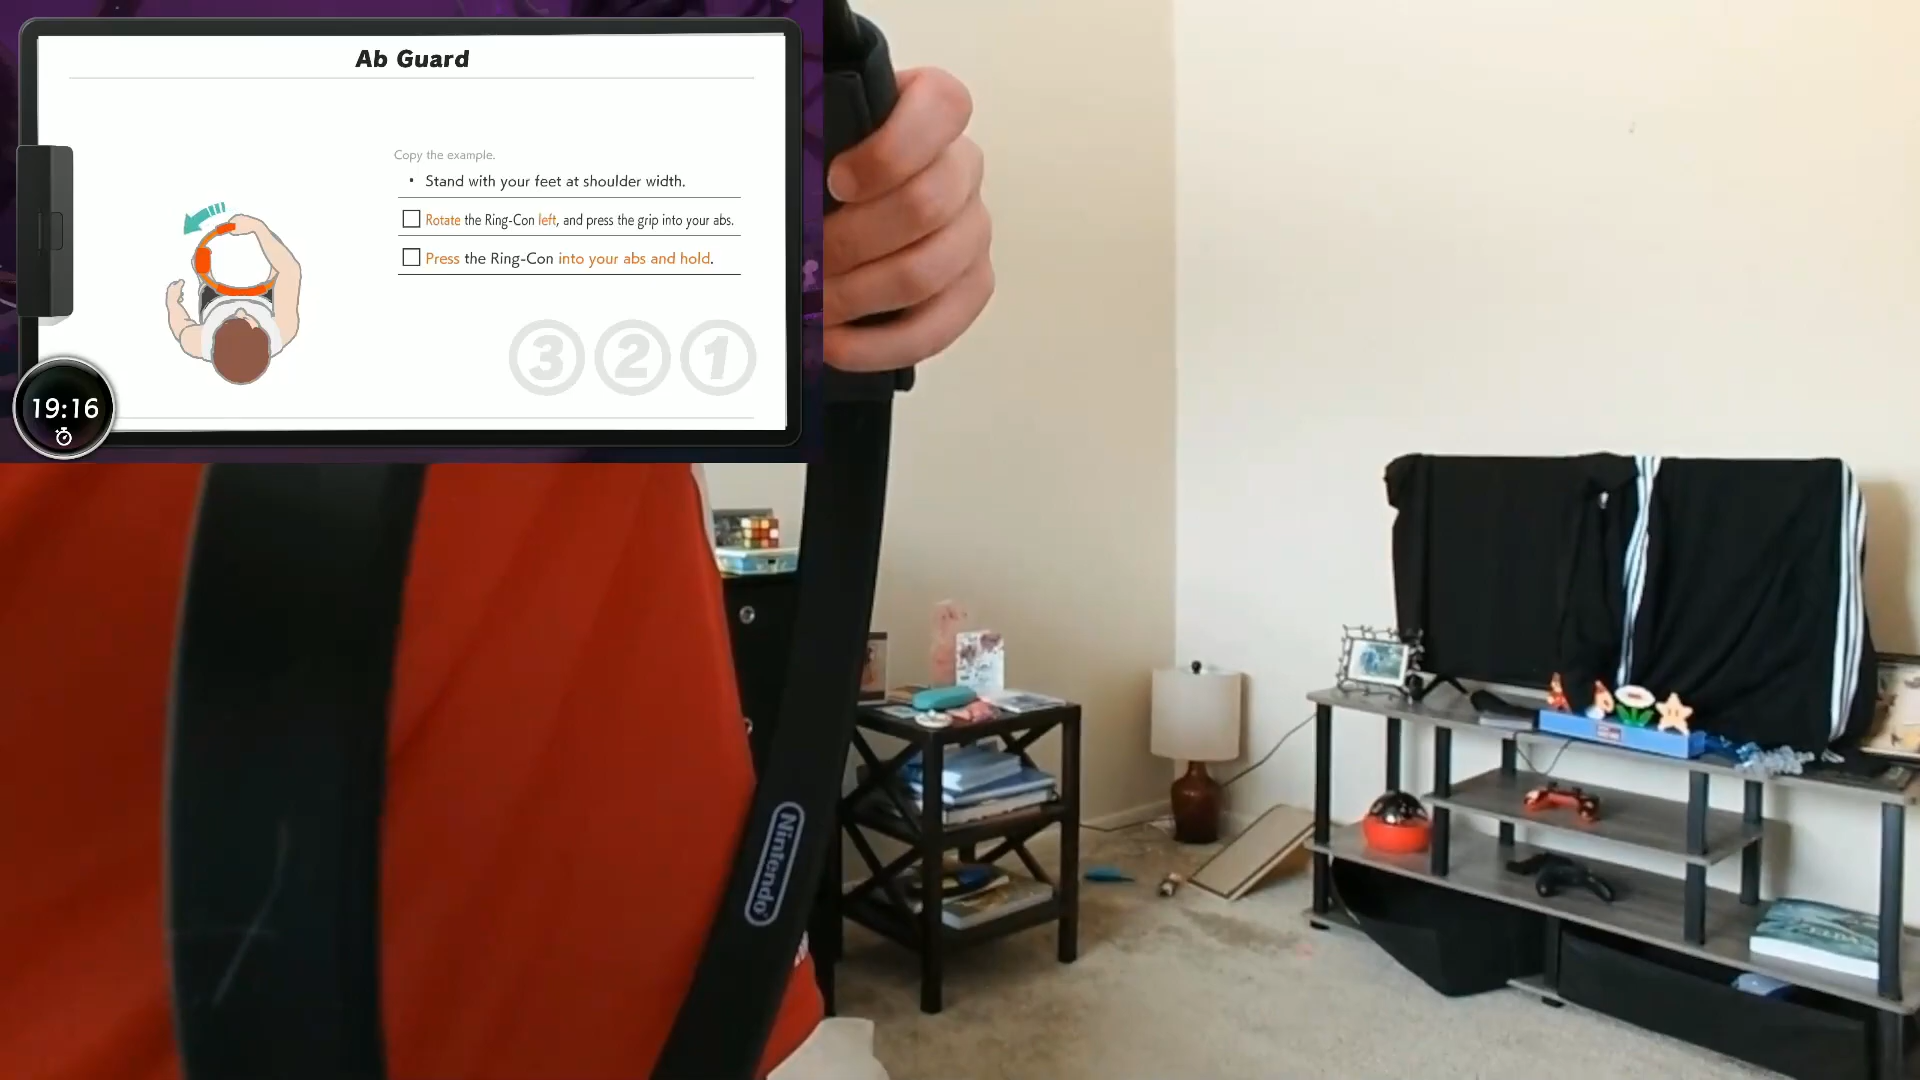 Ab Guard
Copy the example.
• Stand with your feet at shoulder width.
Rotate the Ring-Con left, and press the grip into your abs.
Press the Ring-Con into your abs and hold.
3 2 1
19:16
Nintendo